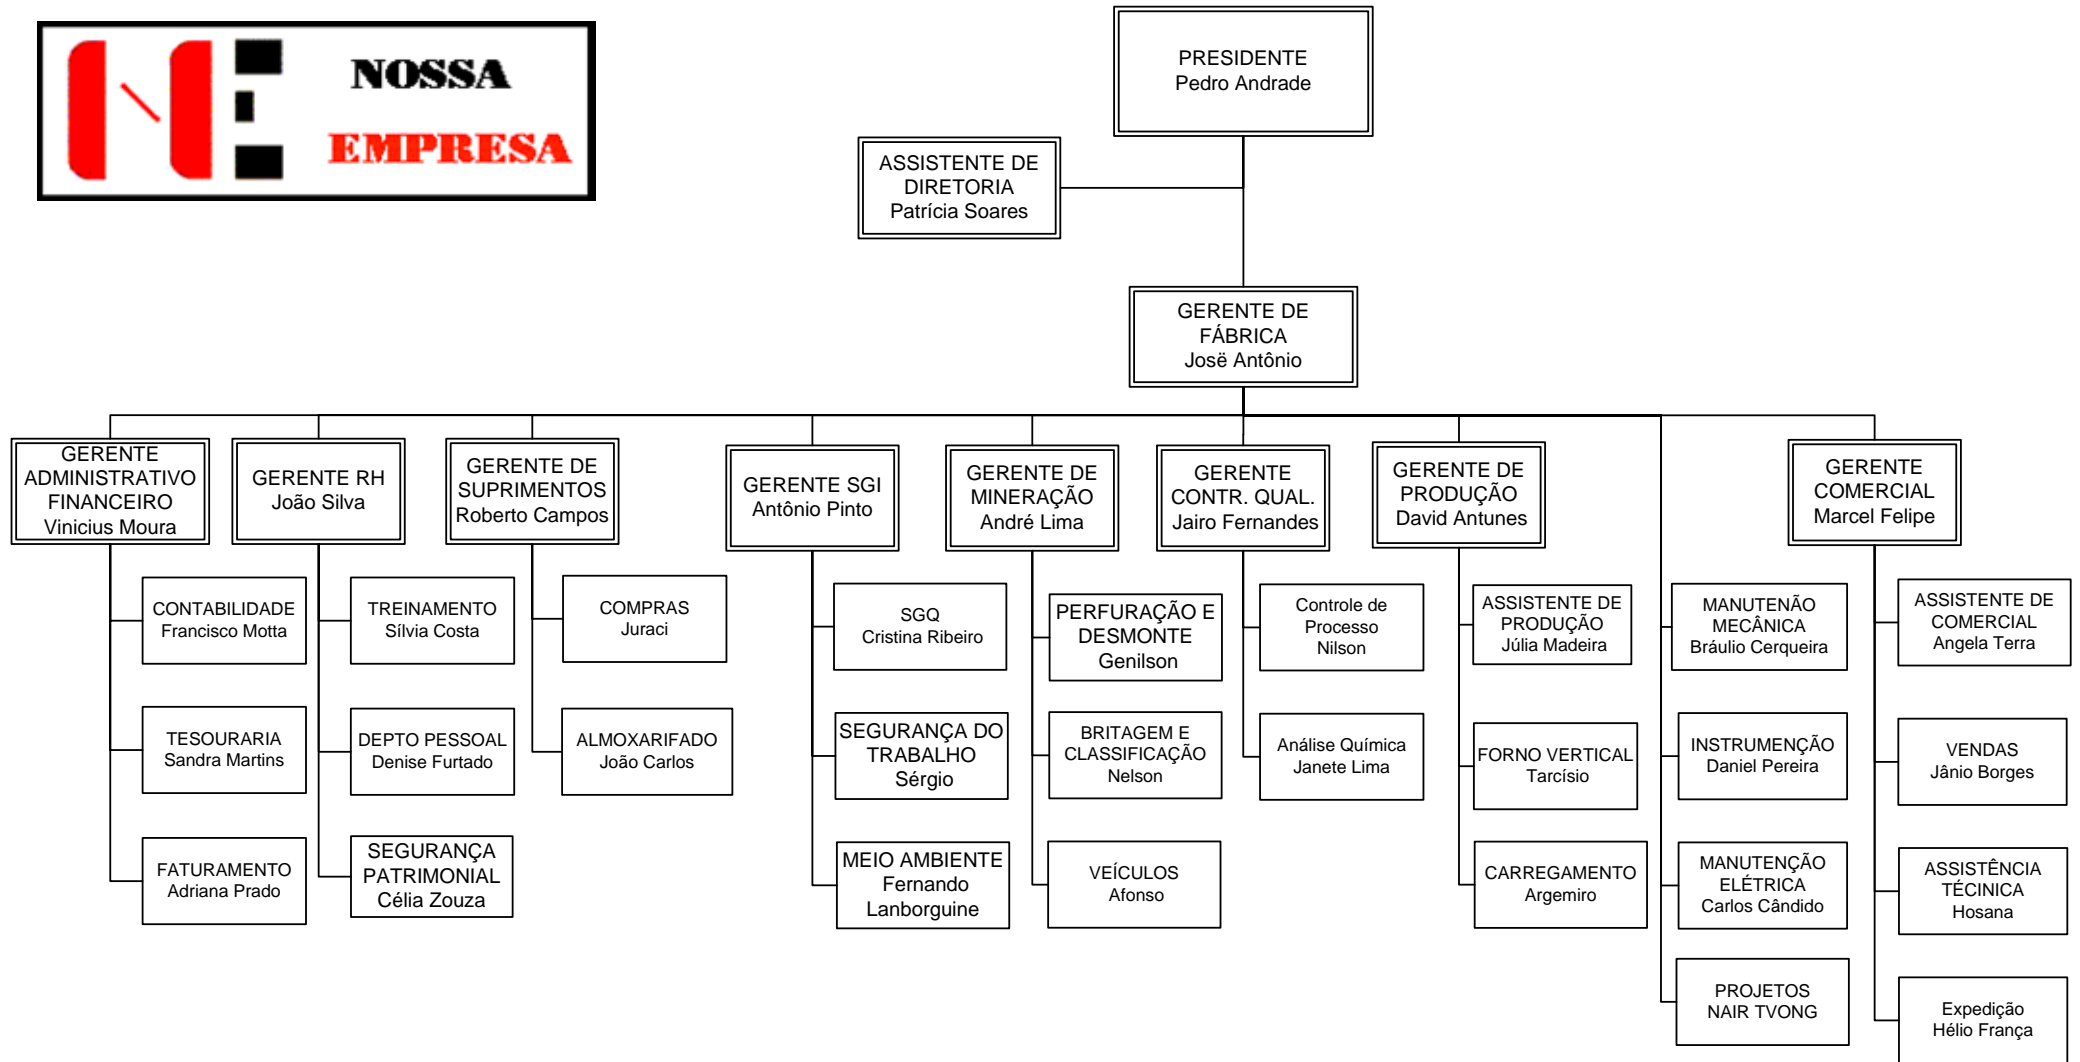 NOSSA
EMPRESA
PRESIDENTE
Pedro Andrade
ASSISTENTE DE
DIRETORIA
Patrícia Soares
GERENTE DE
FÁBRICA
Josë Antônio
GERENTE
ADMINISTRATIVO
FINANCEIRO
Vinicius Moura
GERENTE RH
João Silva
GERENTE DE
SUPRIMENTOS
Roberto Campos
GERENTE SGI
Antônio Pinto
GERENTE DE
MINERAÇÃO
André Lima
GERENTE
CONTR. QUAL.
Jairo Fernandes
GERENTE DE
PRODUÇÃO
David Antunes
GERENTE
COMERCIAL
Marcel Felipe
CONTABILIDADE
Francisco Motta
TESOURARIA
Sandra Martins
FATURAMENTO
Adriana Prado
TREINAMENTO
Sílvia Costa
DEPTO PESSOAL
Denise Furtado
SEGURANÇA
PATRIMONIAL
Célia Zouza
COMPRAS
Juraci
ALMOXARIFADO
João Carlos
SGQ
Cristina Ribeiro
SEGURANÇA DO
TRABALHO
Sérgio
MEIO AMBIENTE
Fernando
Lanborguine
PERFURAÇÃO E
DESMONTE
Genilson
BRITAGEM E
CLASSIFICAÇÃO
Nelson
VEÍCULOS
Afonso
Controle de
Processo
Nilson
Análise Química
Janete Lima
ASSISTENTE DE
PRODUÇÃO
Júlia Madeira
FORNO VERTICAL
Tarcísio
CARREGAMENTO
Argemiro
MANUTENÃO
MECÂNICA
Bráulio Cerqueira
INSTRUMENÇÃO
Daniel Pereira
MANUTENÇÃO
ELÉTRICA
Carlos Cândido
PROJETOS
NAIR TVONG
ASSISTENTE DE
COMERCIAL
Angela Terra
VENDAS
Jânio Borges
ASSISTÊNCIA
TÉCINICA
Hosana
Expedição
Hélio França